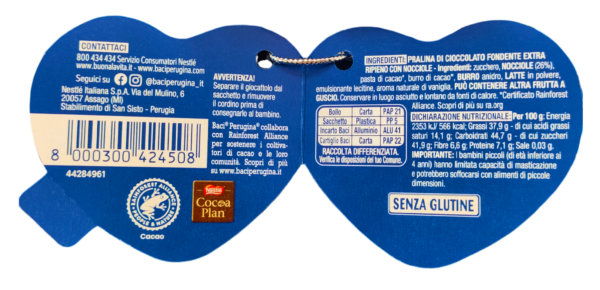 CONTATTACI
800 434 434 Servizio Consumatori Nestlé
www.buonalavita.it - www.baciperugina.it
Seguici su @baciperugina_it
Nestlé Italiana S.p.A. Via del Mulino, 6
20057 Assago (MI)
Stabilimento di San Sisto - Perugia
8 000300 424508
44284961
AVVERTENZA!
Separare il giocattolo dal
sacchetto e rimuovere
il cordino prima di
consegnarlo al bambino.
Baci® Perugina® collabora
con Rainforest Alliance
per sostenere i coltiva-
tori di cacao e le loro
comunità. Scopri di più
su www.baciperugina.it
RAINFOREST ALLIANCE
PEOPLE & NATURE
Cacao
Nestlé
Cocoa
Plan
INGREDIENTI: PRALINA DI CIOCCOLATO FONDENTE EXTRA
RIPIENO CON NOCCIOLE - Ingredienti: zucchero, NOCCIOLE (26%),
pasta di cacao*, burro di cacao*, BURRO anidro, LATTE in polvere,
emulsionante lecitine, aroma naturale di vaniglia. PUÒ CONTENERE ALTRA FRUTTA A
GUSCIO. Conservare in luogo asciutto e lontano da fonti di calore. *Certificato Rainforest
Alliance. Scopri di più su ra.org
Bollo Carta PAP 21
Sacchetto Plastica PP 5
Incarto Baci Alluminio ALU 41
Cartiglio Baci Carta PAP 22
RACCOLTA DIFFERENZIATA.
Verifica le disposizioni del tuo Comune.
DICHIARAZIONE NUTRIZIONALE: Per 100 g: Energia
2353 kJ/ 566 kcal; Grassi 37,9 g - di cui acidi grassi
saturi 14,1 g; Carboidrati 44,7 g - di cui zuccheri
41,9 g; Fibre 6,6 g; Proteine 7,1 g; Sale 0,03 g.
IMPORTANTE: I bambini piccoli (di età inferiore ai
4 anni) hanno limitata capacità di masticazione
e potrebbero soffocarsi con alimenti di piccole
dimensioni.
SENZA GLUTINE